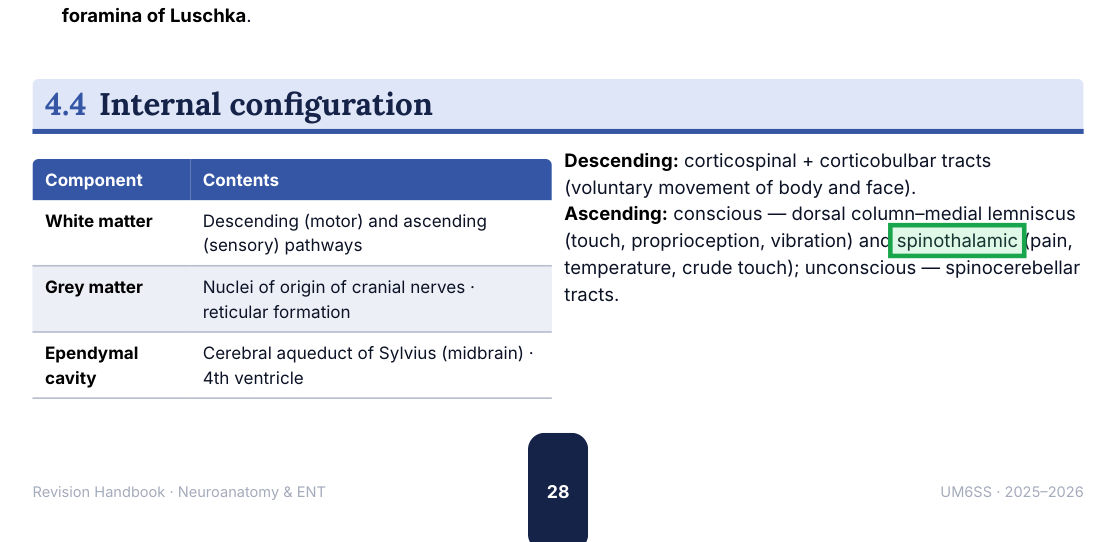 foramina of Luschka.
4.4 Internal configuration
Component Contents
White matter Descending (motor) and ascending
(sensory) pathways
Grey matter Nuclei of origin of cranial nerves ·
reticular formation
Ependymal Cerebral aqueduct of Sylvius (midbrain) ·
cavity 4th ventricle
Descending: corticospinal + corticobulbar tracts
(voluntary movement of body and face).
Ascending: conscious — dorsal column–medial lemniscus
(touch, proprioception, vibration) and spinothalamic (pain,
temperature, crude touch); unconscious — spinocerebellar
tracts.
Revision Handbook · Neuroanatomy & ENT
28
UM6SS · 2025–2026